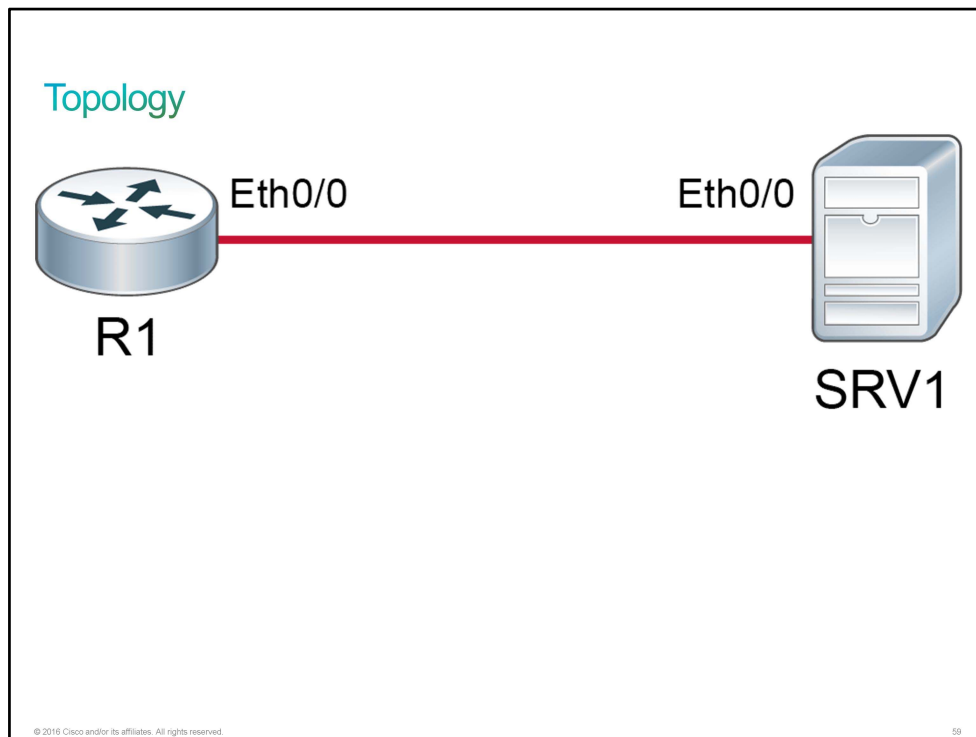 Topology
Eth0/0 Eth0/0
R1
SRV1
© 2016 Cisco and/or its affiliates. All rights reserved. 59